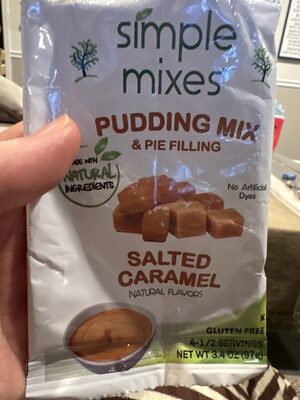 simple
mixes
PUDDING MIX
& PIE FILLING
MADE WITH
NATURAL
INGREDIENTS
No Artificial
Dyes
SALTED
CARAMEL
NATURAL FLAVORS
K
GLUTEN FREE
4-1/2 SERVINGS
NET WT 3.4 OZ (97g)